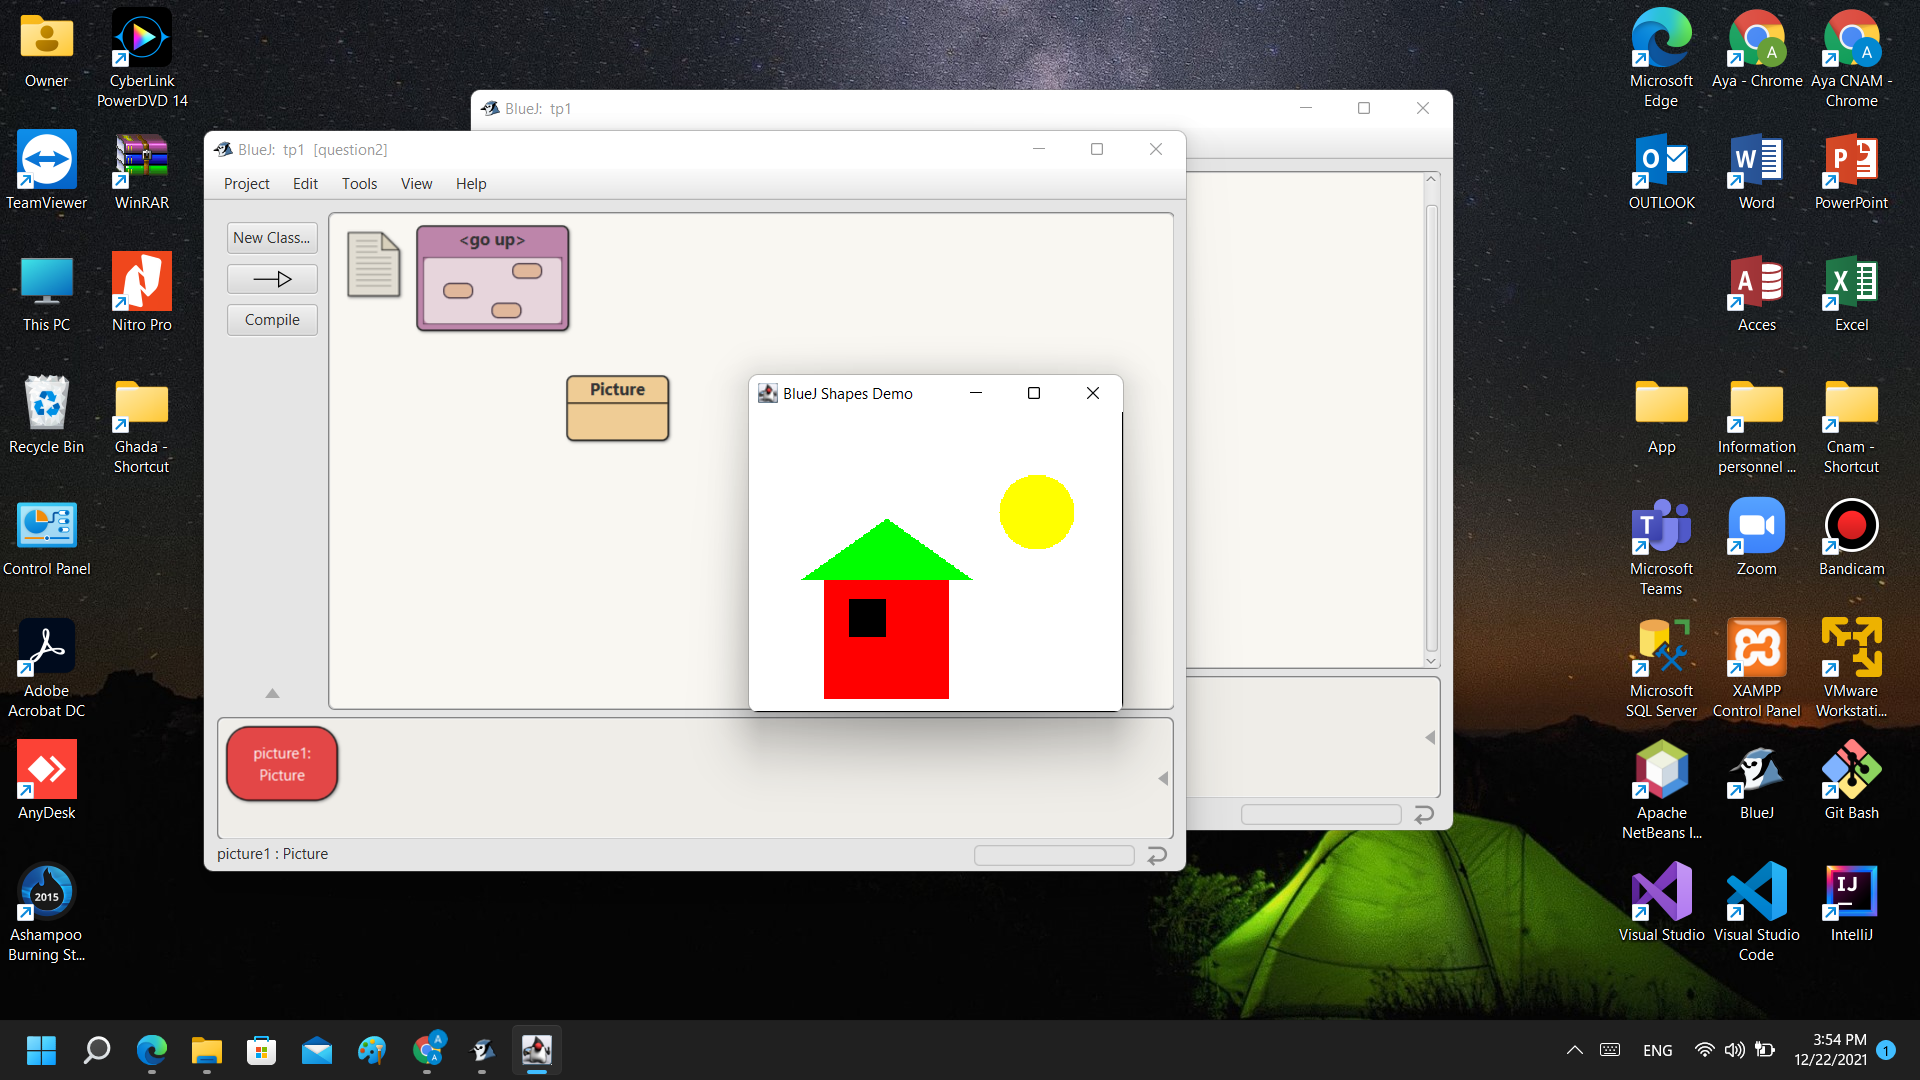 Owner
CyberLink
PowerDVD 14
TeamViewer
WinRAR
This PC
Nitro Pro
Recycle Bin
Ghada -
Shortcut
Control Panel
Adobe
Acrobat DC
AnyDesk
2015
Ashampoo
Burning St...
BlueJ:  tp1
BlueJ:  tp1  [question2]
Project
Edit
Tools
View
Help
New Class...
Compile
<go up>
Picture
BlueJ Shapes Demo
picture1:
Picture
picture1 : Picture
Microsoft
Edge
A
Aya - Chrome
A
Aya CNAM -
Chrome
OUTLOOK
Word
PowerPoint
Acces
Excel
App
Information
personnel ...
Cnam -
Shortcut
Microsoft
Teams
Zoom
Bandicam
Microsoft
SQL Server
XAMPP
Control Panel
VMware
Workstati...
Apache
NetBeans I...
BlueJ
Git Bash
Visual Studio
Visual Studio
Code
IJ
IntelliJ
ENG
3:54 PM
12/22/2021
1